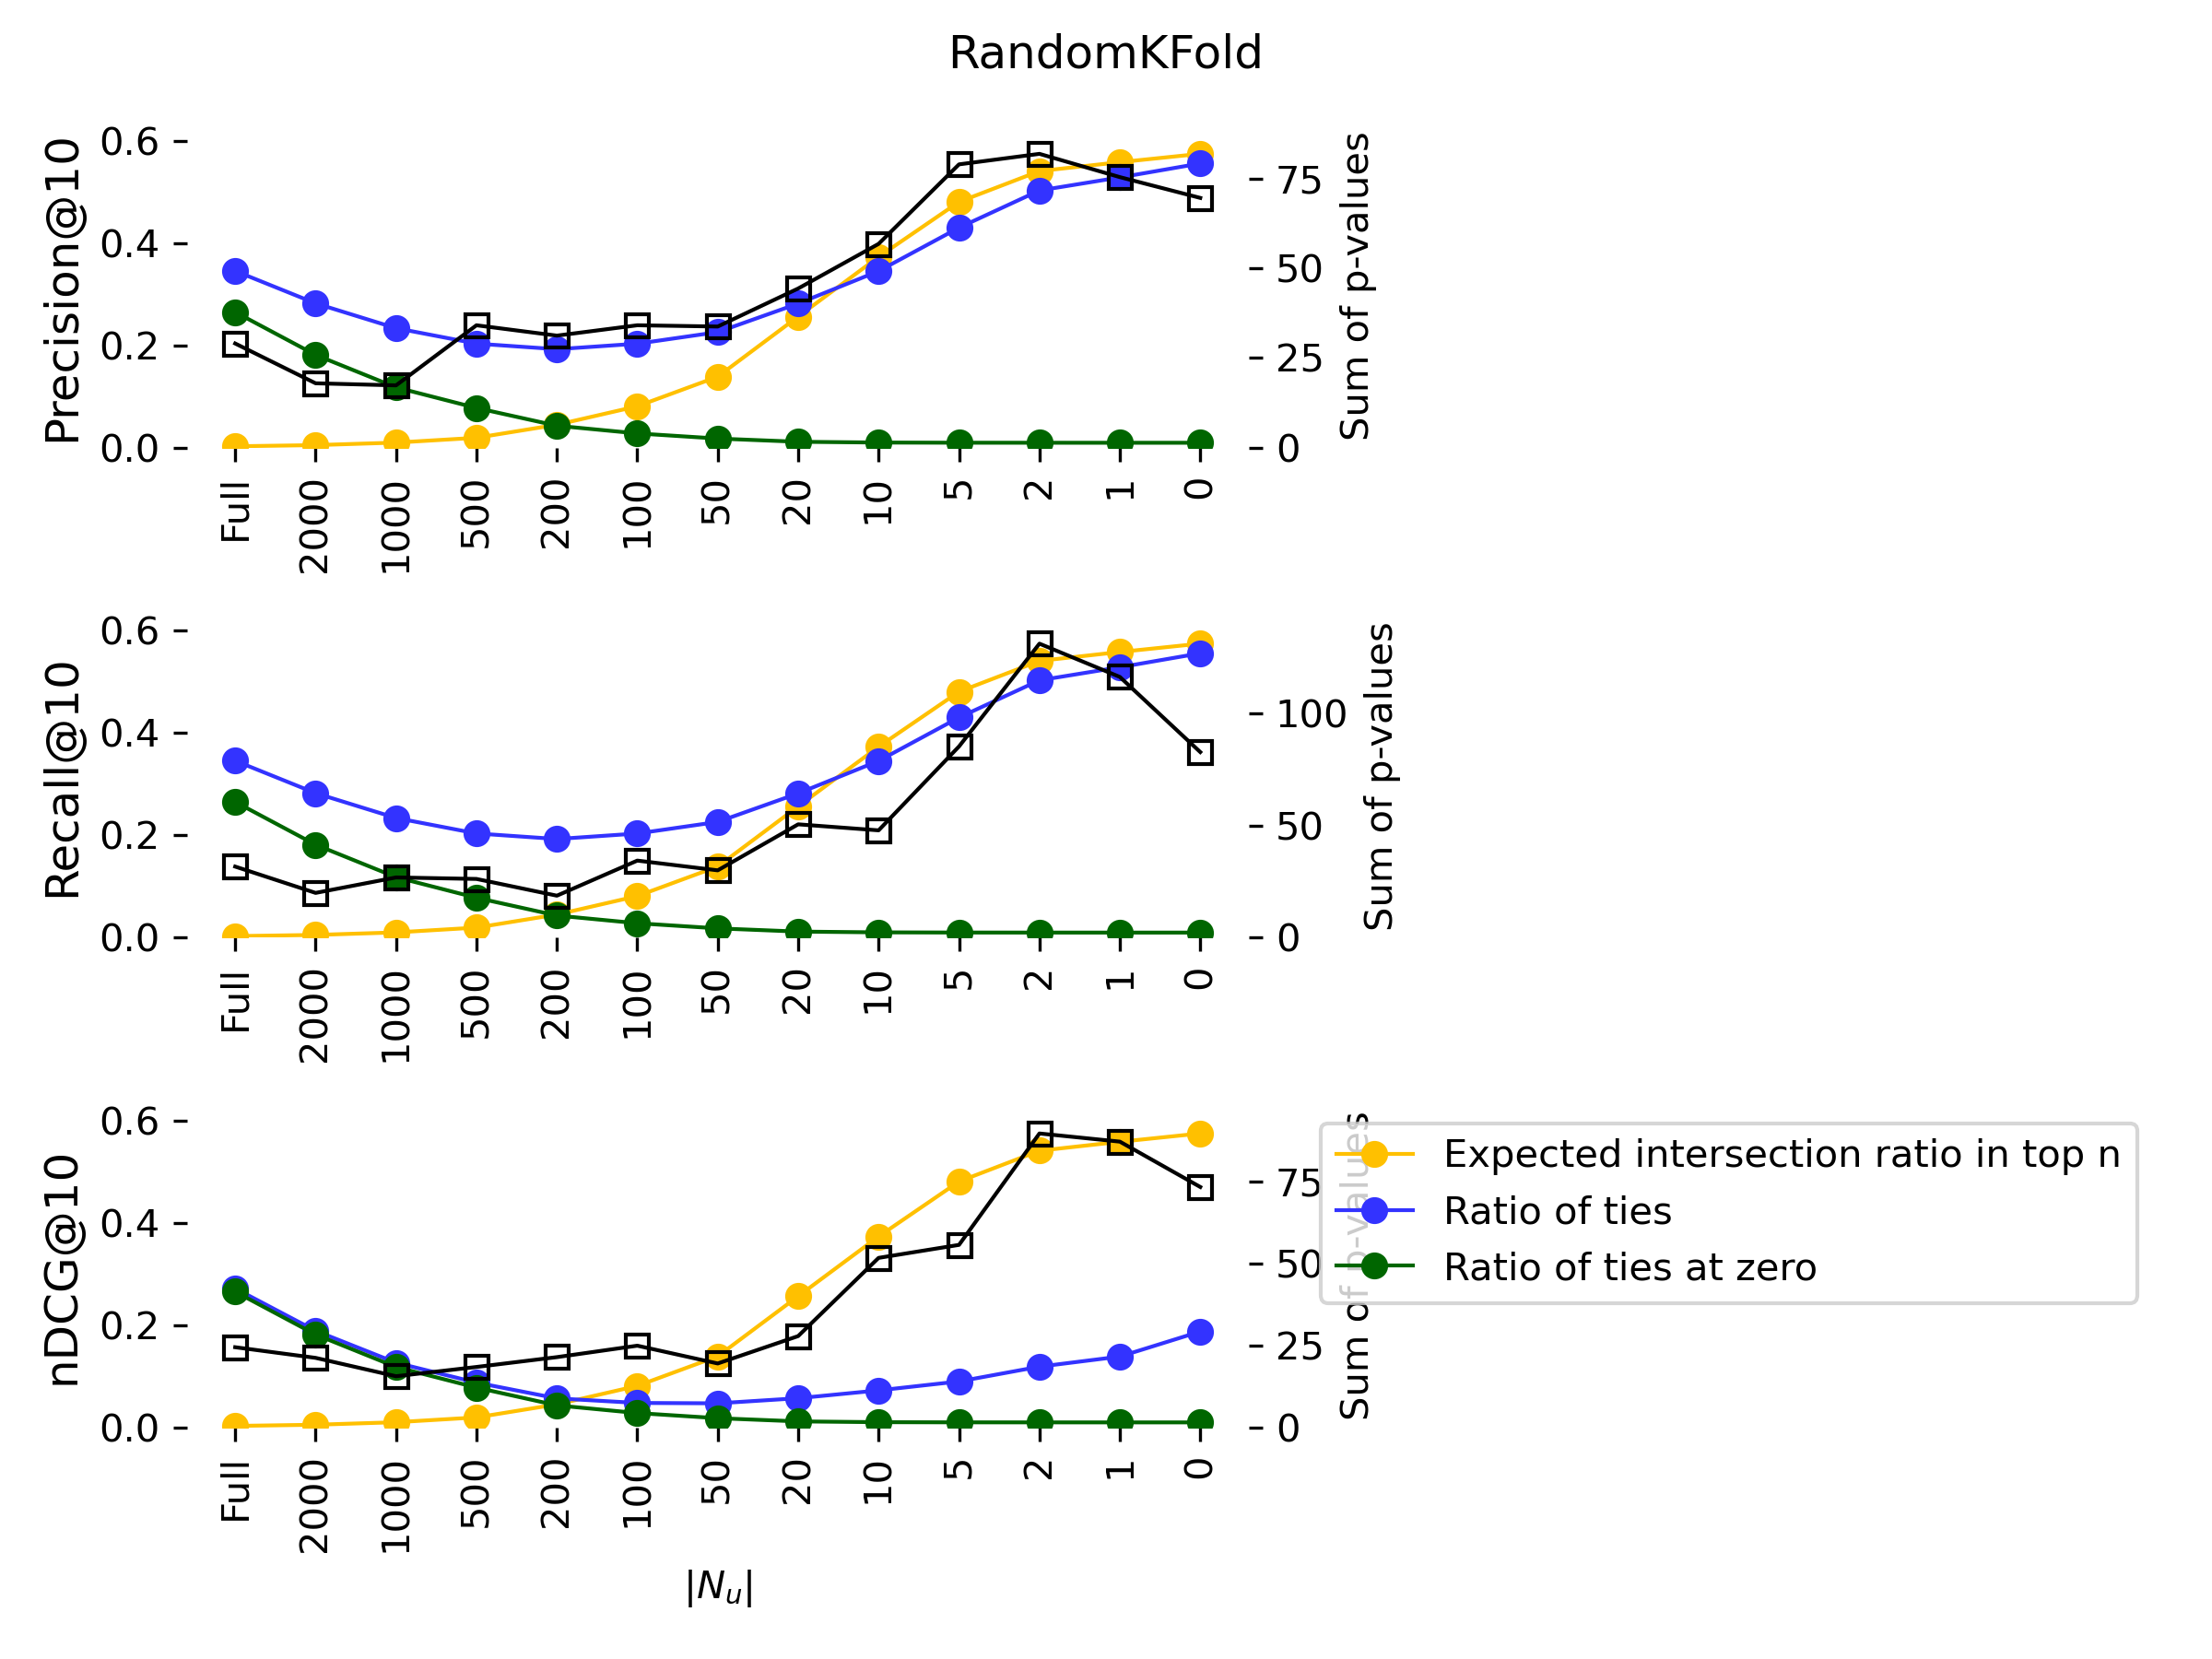 RandomKFold
Precision@10
0.6
0.4
0.2
0.0
75
50
25
0
Sum of p-values
Full 2000 1000 500 200 100 50 20 10 5 2 1 0
Recall@10
0.6
0.4
0.2
0.0
100
50
0
Sum of p-values
Full 2000 1000 500 200 100 50 20 10 5 2 1 0
nDCG@10
0.6
0.4
0.2
0.0
75
50
25
0
Sum of p-values
Expected intersection ratio in top n
Ratio of ties
Ratio of ties at zero
Full 2000 1000 500 200 100 50 20 10 5 2 1 0
|N_u|